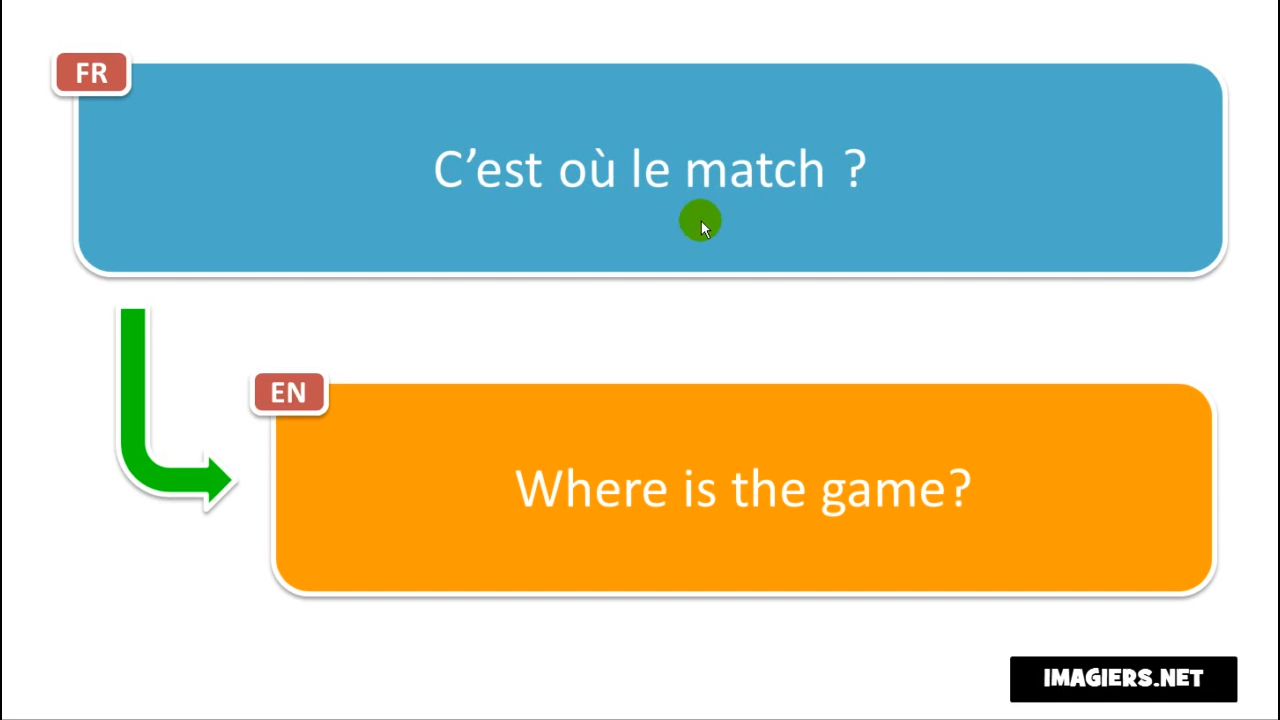 FR
C’est où le match ?
EN
Where is the game?
IMAGIERS.NET